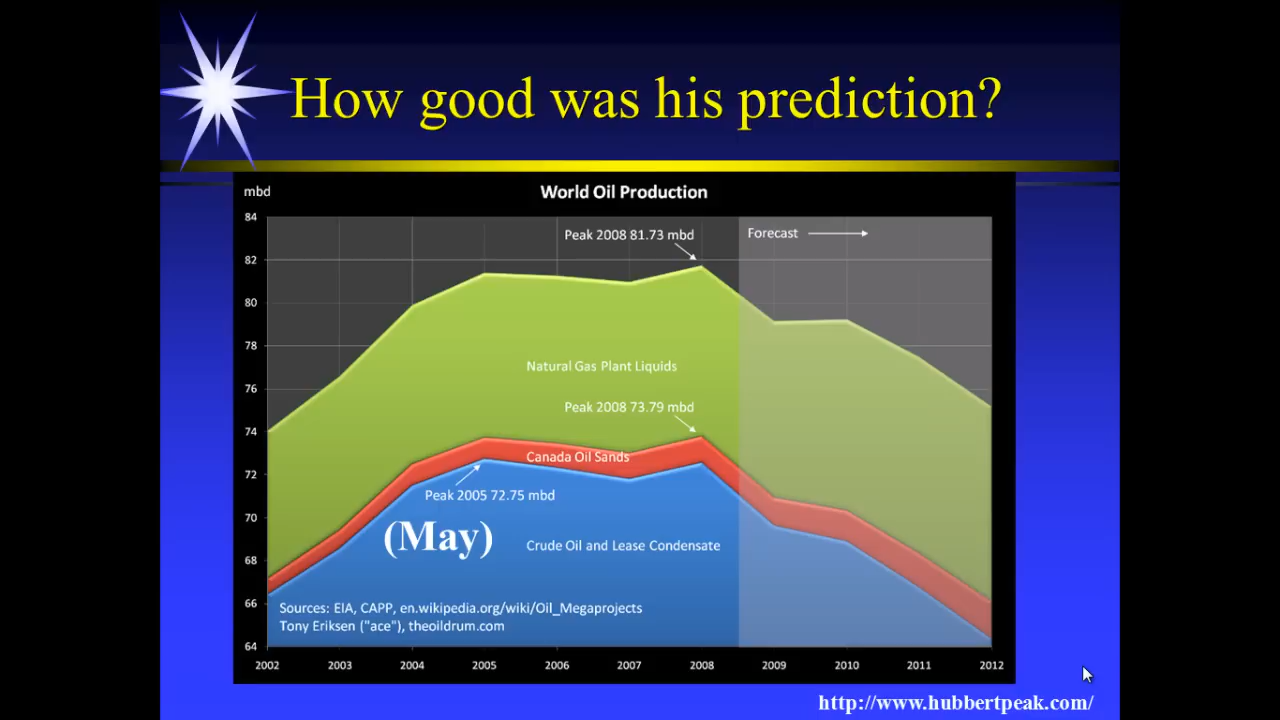 How good was his prediction?
mbd
World Oil Production
84
82
80
78
76
74
72
70
68
66
64
Peak 2008 81.73 mbd
Forecast
Natural Gas Plant Liquids
Peak 2008 73.79 mbd
Canada Oil Sands
Peak 2005 72.75 mbd
(May)
Crude Oil and Lease Condensate
Sources: EIA, CAPP, en.wikipedia.org/wiki/Oil_Megaprojects
Tony Eriksen ("ace"), theoildrum.com
2002 2003 2004 2005 2006 2007 2008 2009 2010 2011 2012
http://www.hubbertpeak.com/